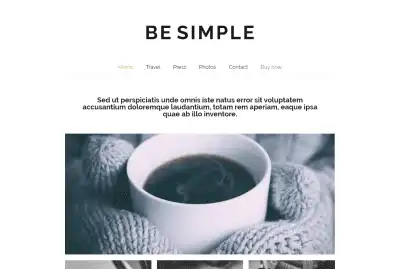 BE SIMPLE
Home Travel Press Photos Contact Buy now
Sed ut perspiciatis unde omnis iste natus error sit voluptatem
accusantium doloremque laudantium, totam rem aperiam, eaque ipsa
quae ab illo inventore.